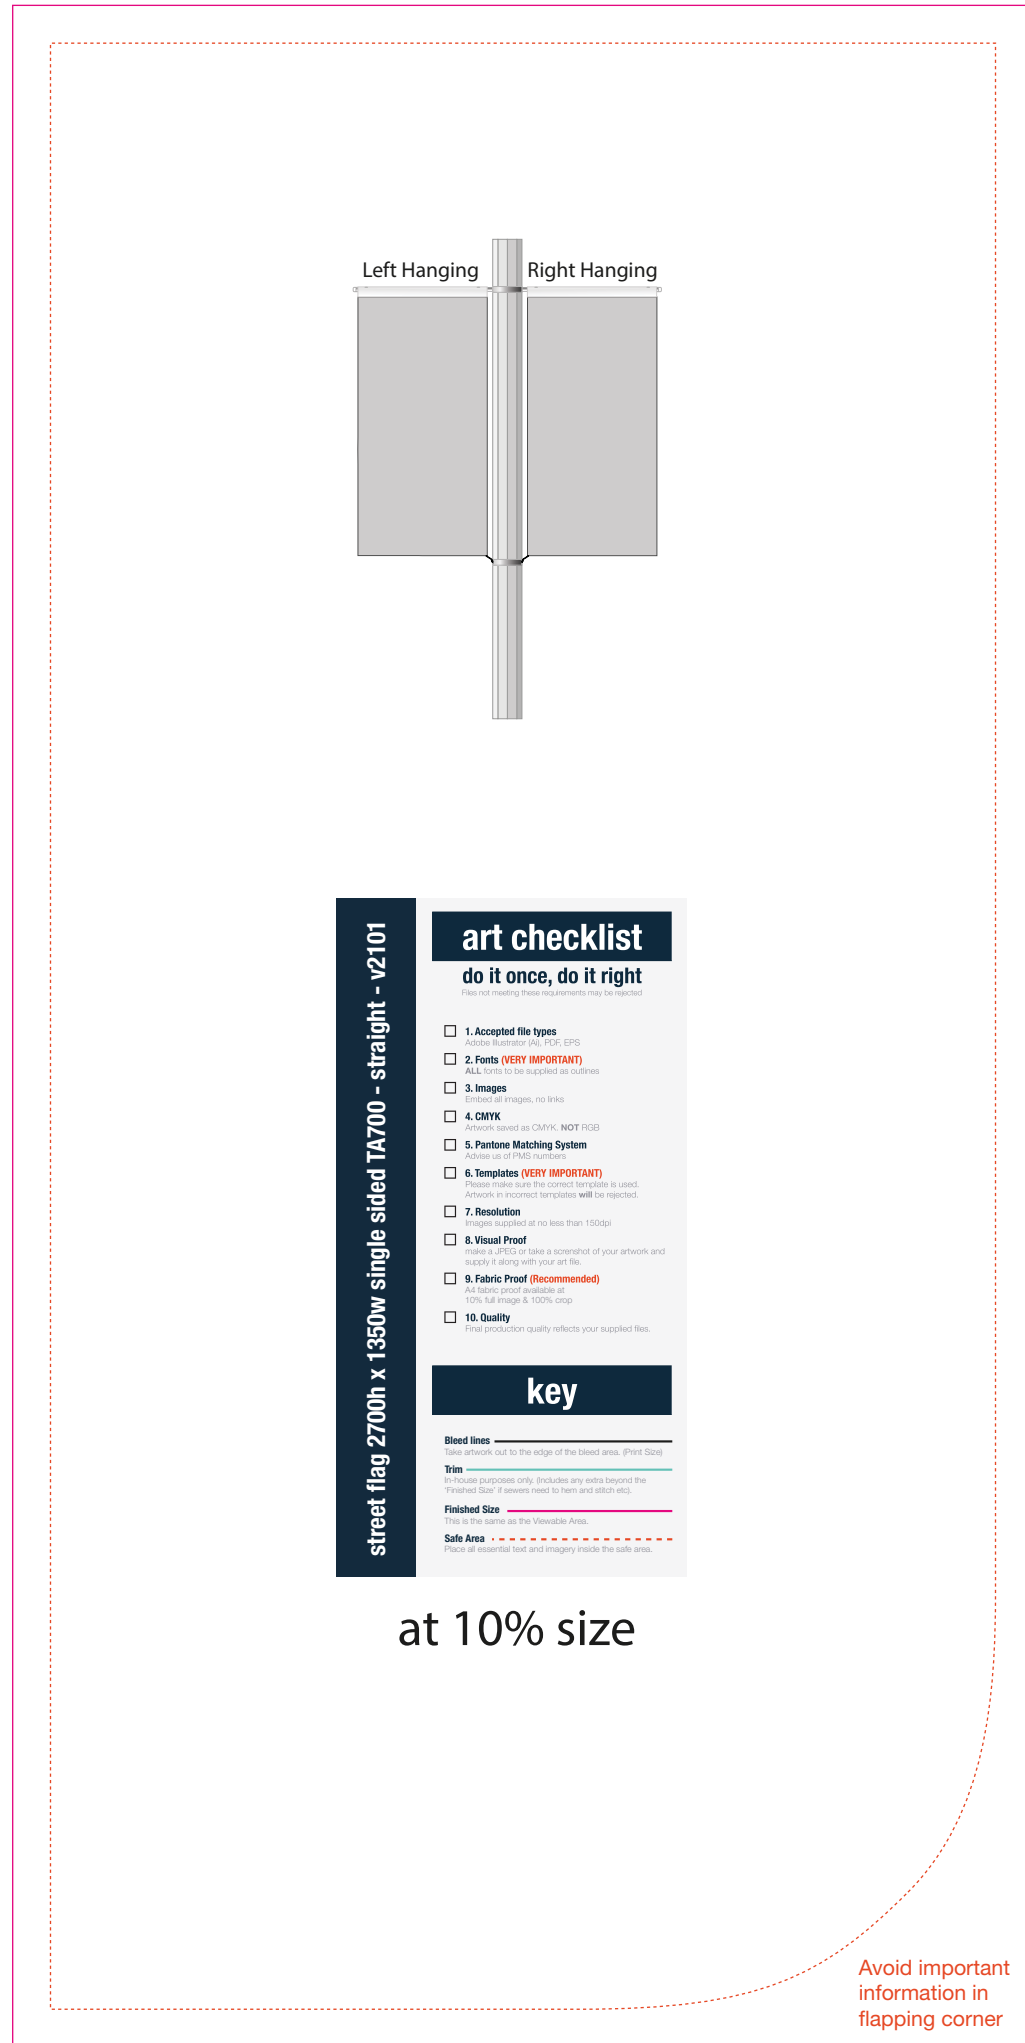 Left Hanging
Right Hanging
street flag 2700h x 1350w single sided TA700 - straight - v2101
art checklist
do it once, do it right
Files not meeting these requirements may be rejected
1. Accepted file types
Adobe Illustrator (Ai), PDF, EPS
2. Fonts (VERY IMPORTANT)
ALL fonts to be supplied as outlines
3. Images
Embed all images, no links
4. CMYK
Artwork saved as CMYK. NOT RGB
5. Pantone Matching System
Advise us of PMS numbers
6. Templates (VERY IMPORTANT)
Please make sure the correct template is used.
Artwork in incorrect templates will be rejected.
7. Resolution
Images supplied at no less than 150dpi
8. Visual Proof
make a JPEG or take a screnshot of your artwork and
supply it along with your art file.
9. Fabric Proof (Recommended)
A4 fabric proof available at
10% full image & 100% crop
10. Quality
Final production quality reflects your supplied files.
key
Bleed lines
Take artwork out to the edge of the bleed area. (Print Size)
Trim
In-house purposes only. (Includes any extra beyond the
'Finished Size' if sewers need to hem and stitch etc).
Finished Size
This is the same as the Viewable Area.
Safe Area
Place all essential text and imagery inside the safe area.
at 10% size
Avoid important
information in
flapping corner